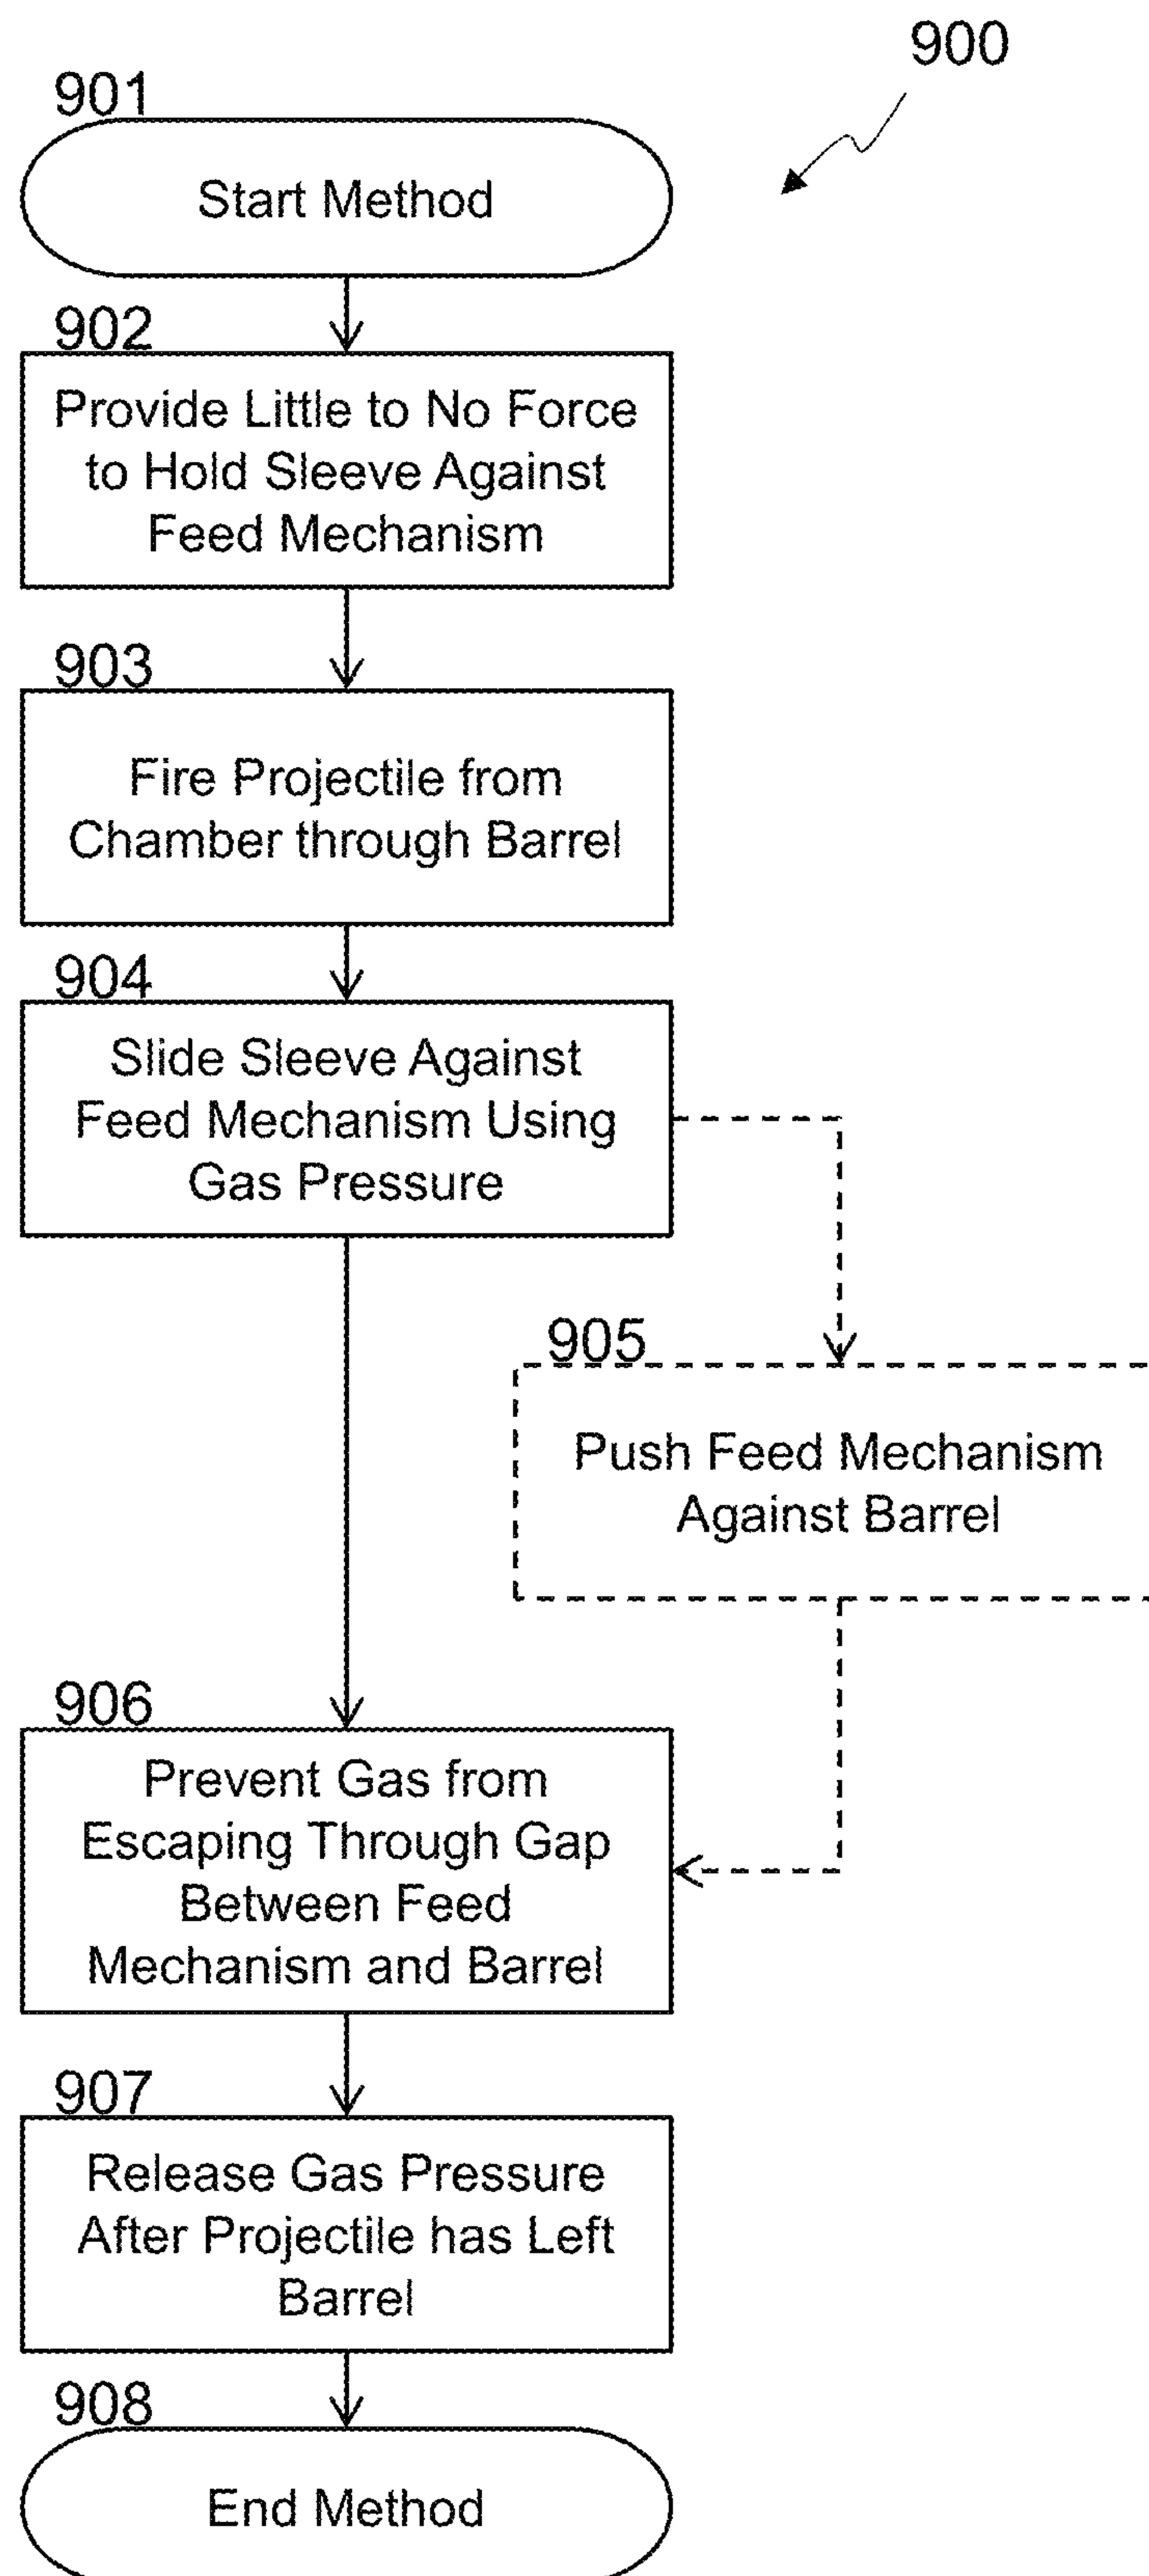 900
901
Start Method
902
Provide Little to No Force
to Hold Sleeve Against
Feed Mechanism
903
Fire Projectile from
Chamber through Barrel
904
Slide Sleeve Against
Feed Mechanism Using
Gas Pressure
905
Push Feed Mechanism
Against Barrel
906
Prevent Gas from
Escaping Through Gap
Between Feed
Mechanism and Barrel
907
Release Gas Pressure
After Projectile has Left
Barrel
908
End Method